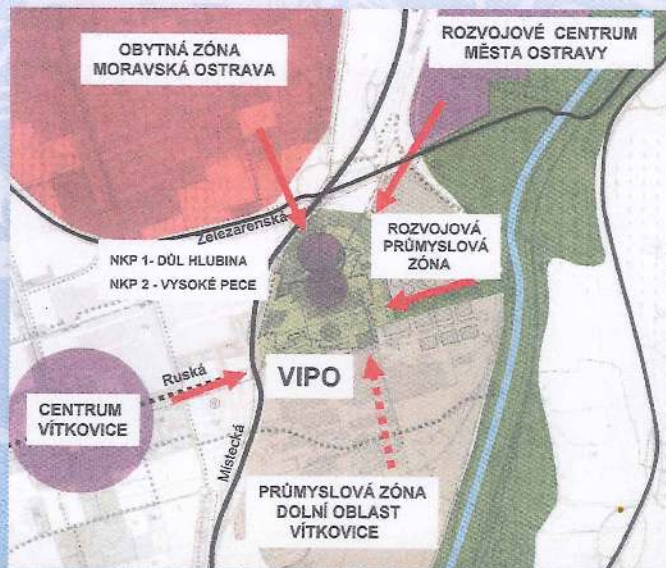 OBYTNÁ ZÓNA
MORAVSKÁ OSTRAVA
ROZVOJOVÉ CENTRUM
MĚSTA OSTRAVY
Železárenská
ROZVOJOVÁ
PRŮMYSLOVÁ
ZÓNA
NKP 1- DŮL HLUBINA
NKP 2 - VYSOKÉ PECE
Ruská
VIPO
CENTRUM
VÍTKOVICE
Místecká
PRŮMYSLOVÁ ZÓNA
DOLNÍ OBLAST
VÍTKOVICE